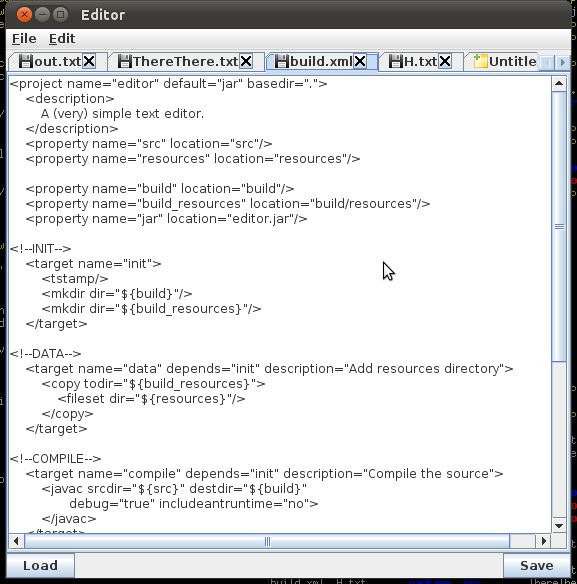 Editor
File Edit
out.txt ThereThere.txt build.xml H.txt Untitle
<project name="editor" default="jar" basedir=".">
    <description>
        A (very) simple text editor.
    </description>
    <property name="src" location="src"/>
    <property name="resources" location="resources"/>

    <property name="build" location="build"/>
    <property name="build_resources" location="build/resources"/>
    <property name="jar" location="editor.jar"/>

<!--INIT-->
    <target name="init">
        <tstamp/>
        <mkdir dir="${build}"/>
        <mkdir dir="${build_resources}"/>
    </target>

<!--DATA-->
    <target name="data" depends="init" description="Add resources directory">
        <copy todir="${build_resources}">
            <fileset dir="${resources}"/>
        </copy>
    </target>

<!--COMPILE-->
    <target name="compile" depends="init" description="Compile the source">
        <javac srcdir="${src}" destdir="${build}"
               debug="true" includeantruntime="no">
        </javac>
    </target>
Load Save
build.xml H.txt